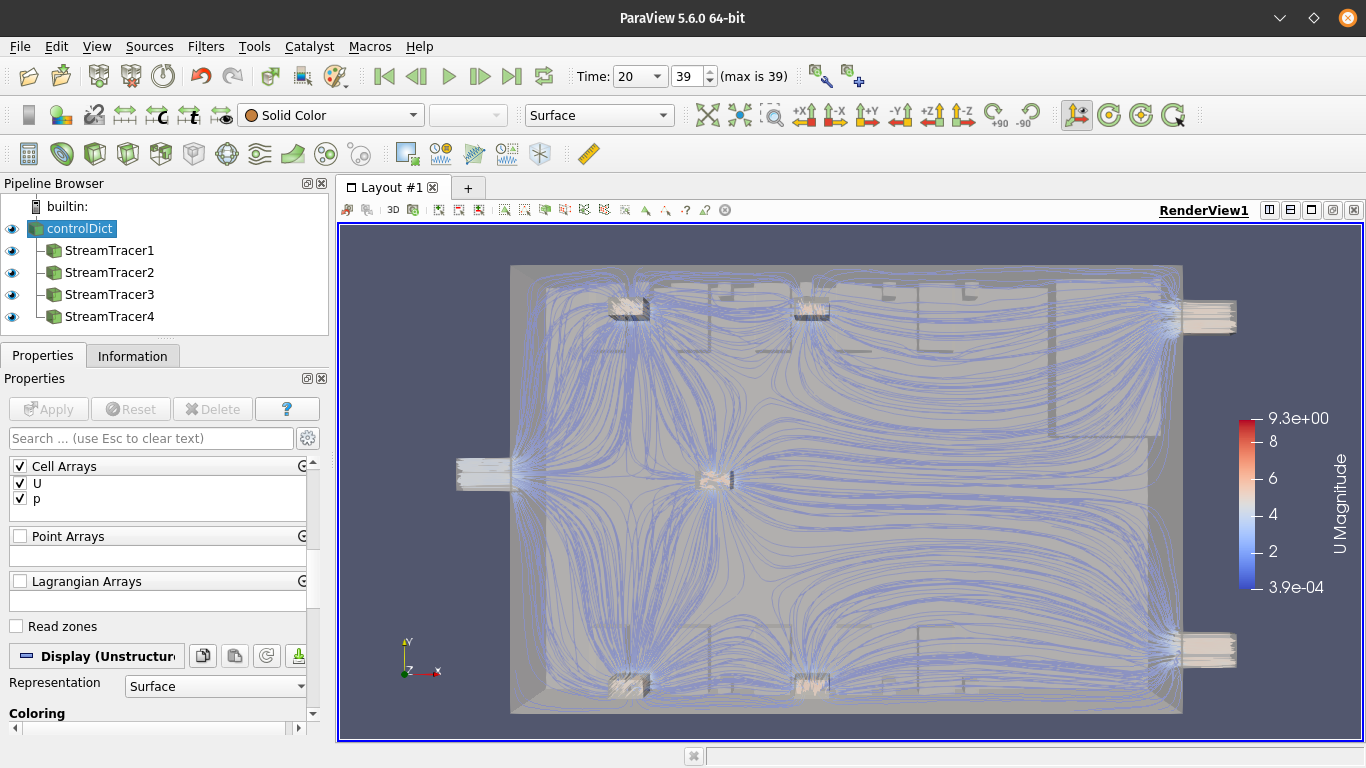 ParaView 5.6.0 64-bit
File Edit View Sources Filters Tools Catalyst Macros Help
Time: 20 39 (max is 39)
C t Solid Color Surface +X -X +Y -Y +Z -Z +90 -90
Pipeline Browser
Layout #1 +
builtin:
3D RenderView1
controlDict
StreamTracer1
StreamTracer2
StreamTracer3
StreamTracer4
Properties Information
Properties
Apply Reset Delete ?
Search ... (use Esc to clear text)
Cell Arrays
U
p
Point Arrays
Lagrangian Arrays
Read zones
Display (Unstructur
Representation Surface
Coloring
9.3e+00
8
6
4
2
3.9e-04
U Magnitude
Y
Z X